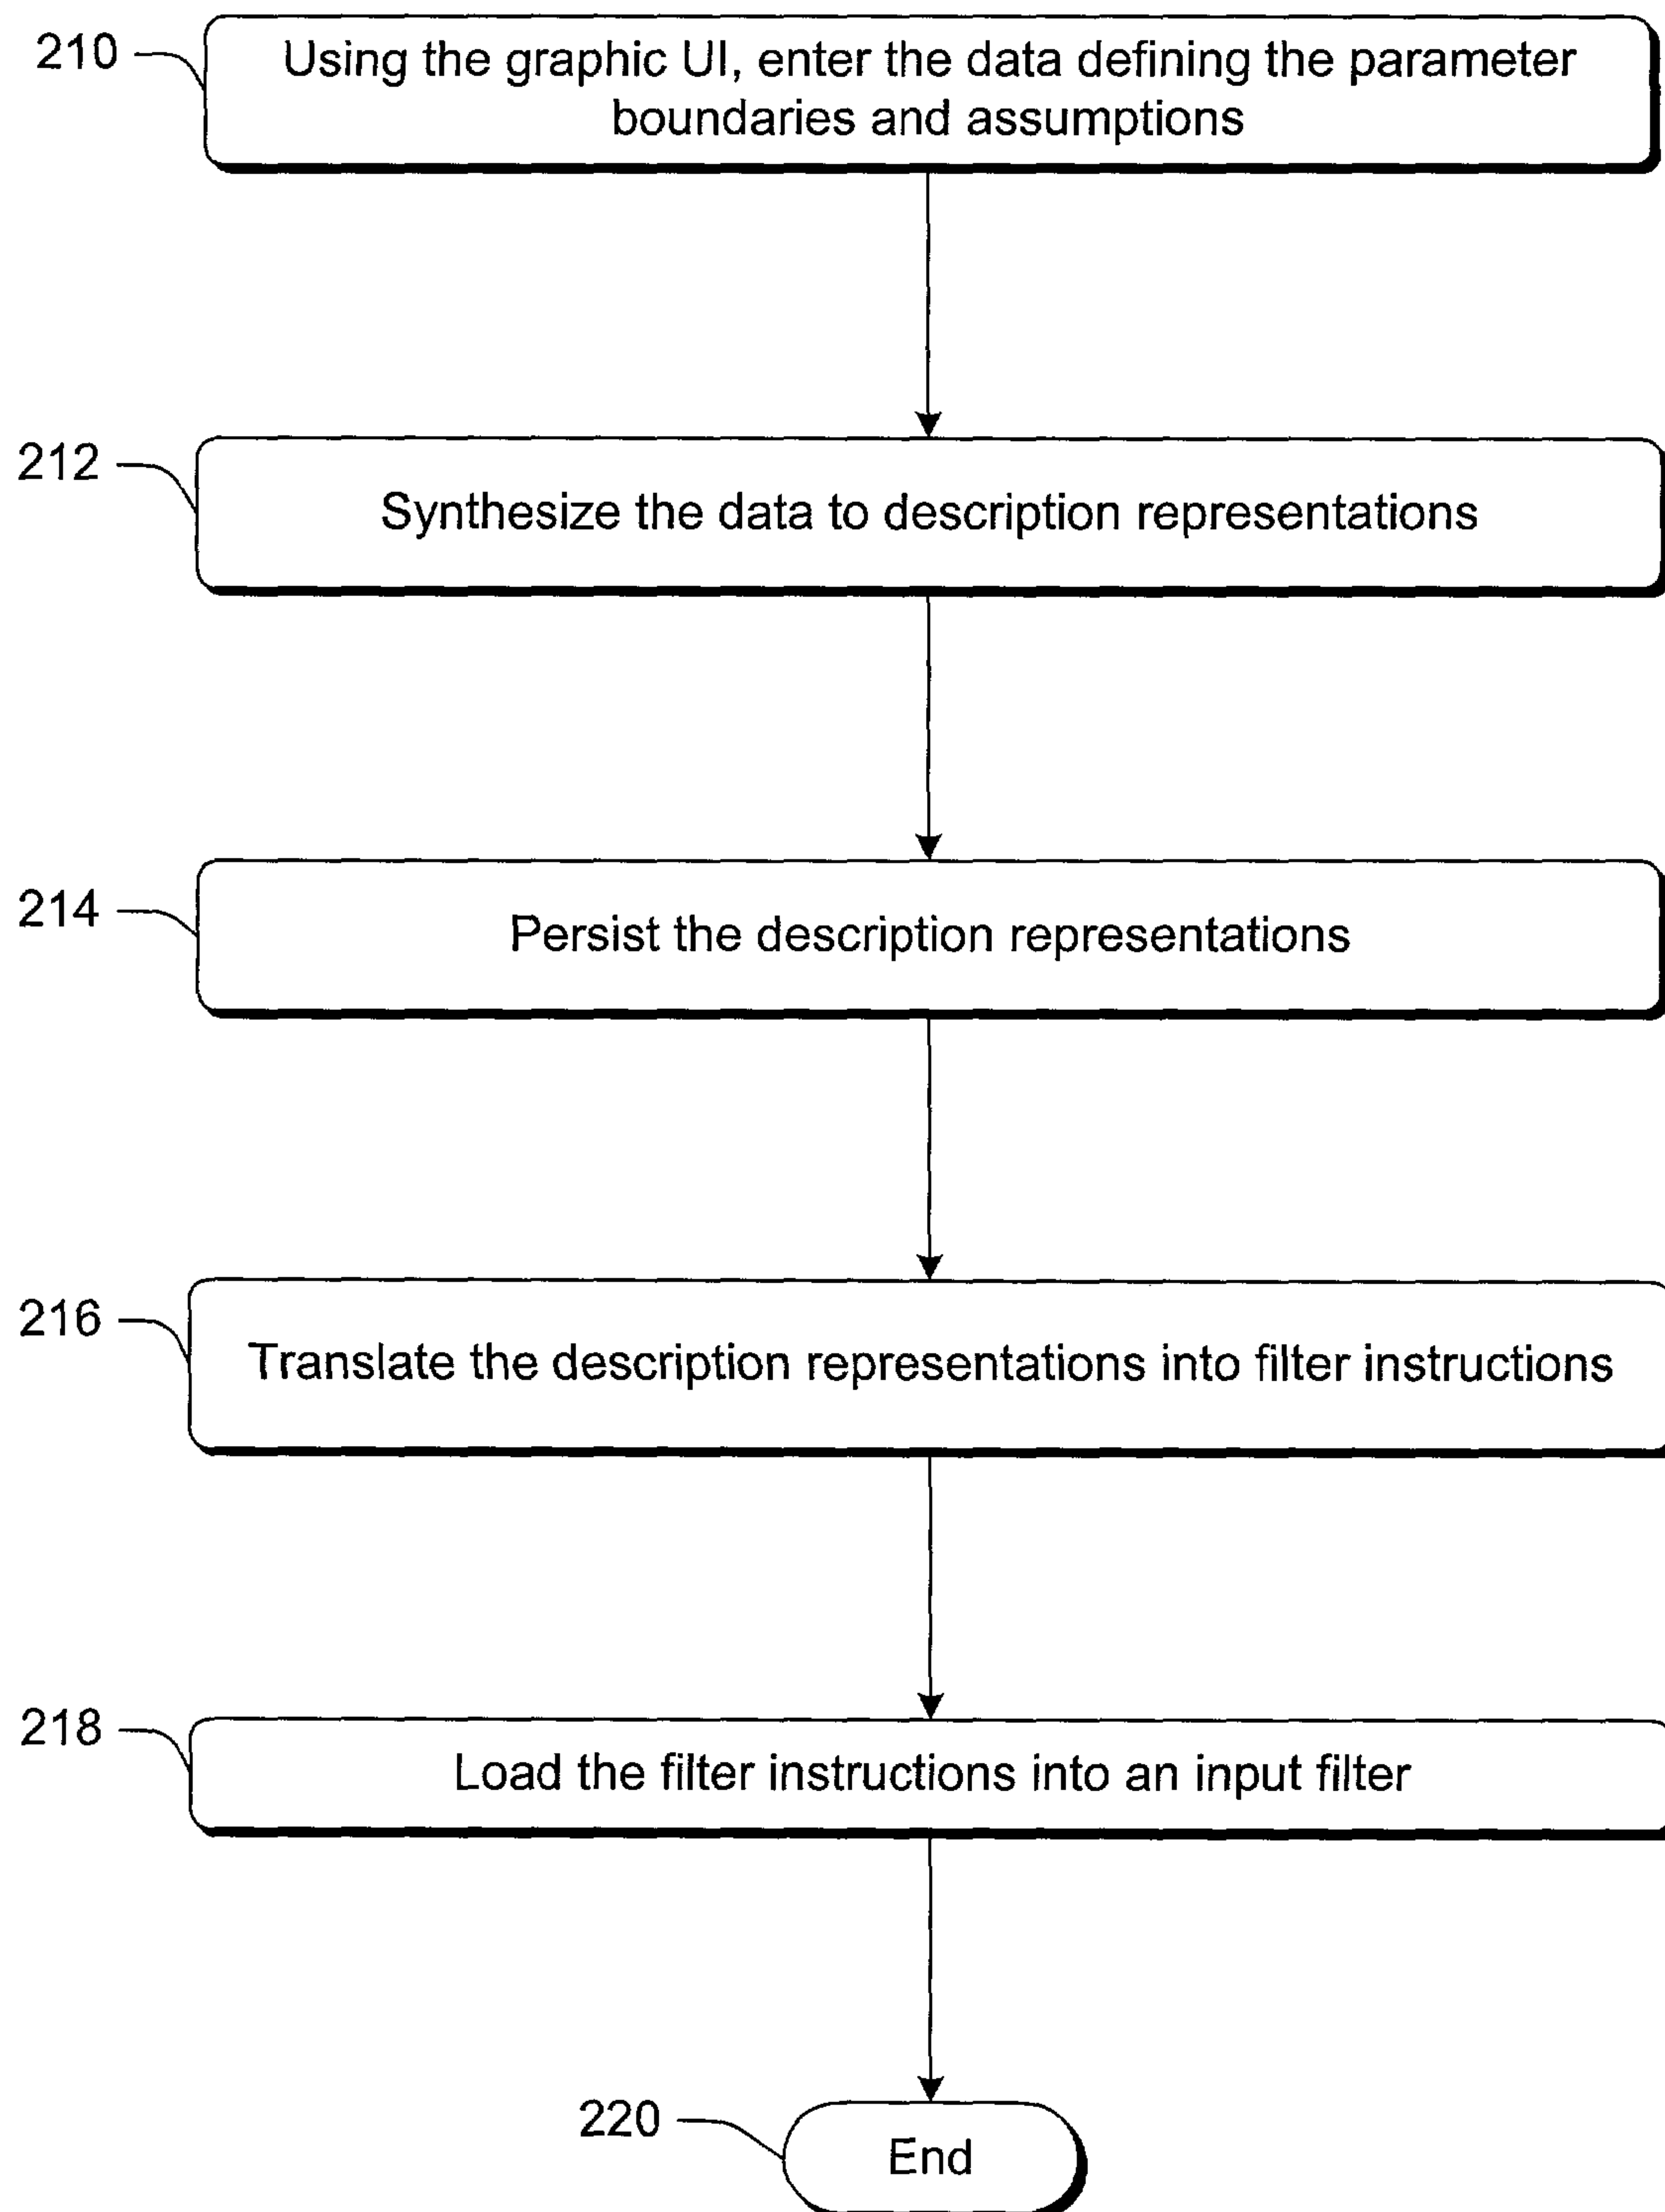 210
Using the graphic UI, enter the data defining the parameter
boundaries and assumptions
212
Synthesize the data to description representations
214
Persist the description representations
216
Translate the description representations into filter instructions
218
Load the filter instructions into an input filter
220
End